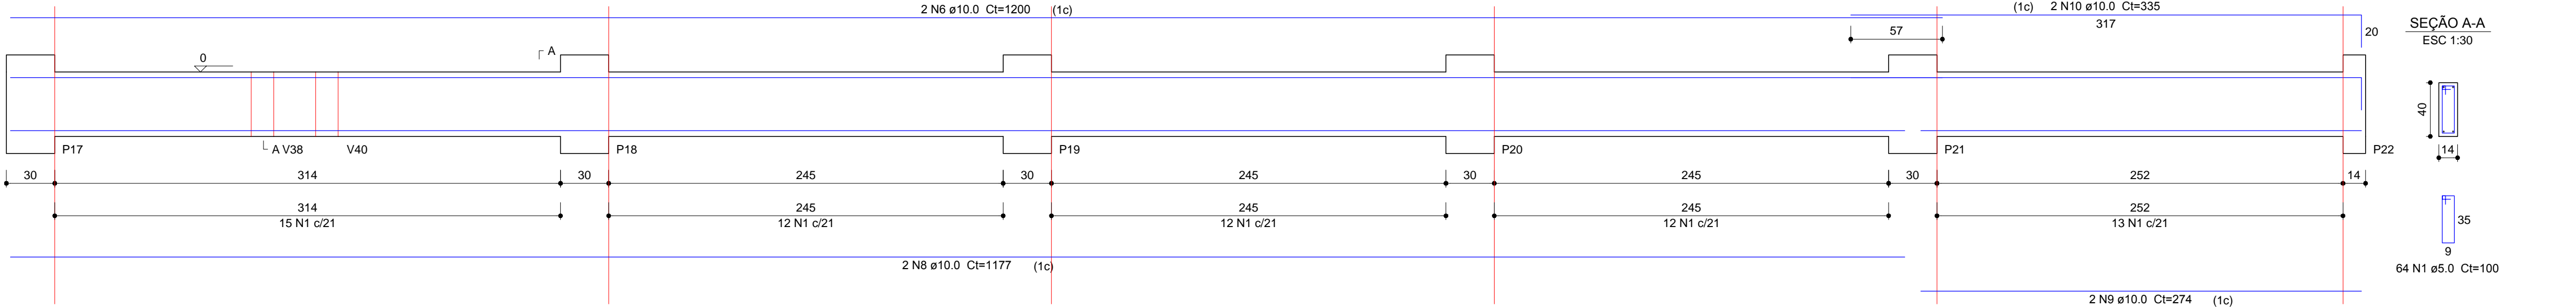 2 N6 ø10.0 Ct=1200 (1c)
(1c) 2 N10 ø10.0 Ct=335
317
57
20
SEÇÃO A-A
ESC 1:30
0
A
40
14
P17
A V38
V40
P18
P19
P20
P21
P22
30 314 30 245 30 245 30 245 30 252 14
314 245 245 245 252
15 N1 c/21 12 N1 c/21 12 N1 c/21 12 N1 c/21 13 N1 c/21
35
9
64 N1 ø5.0 Ct=100
2 N8 ø10.0 Ct=1177 (1c)
2 N9 ø10.0 Ct=274 (1c)